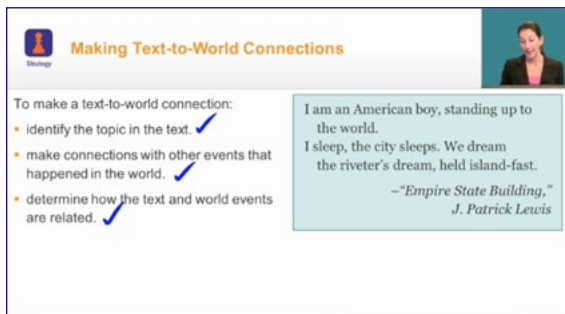 Strategy
Making Text-to-World Connections
To make a text-to-world connection:
▪ identify the topic in the text.
▪ make connections with other events that
happened in the world.
▪ determine how the text and world events
are related.
I am an American boy, standing up to
the world.
I sleep, the city sleeps. We dream
the riveter's dream, held island-fast.
–"Empire State Building,"
J. Patrick Lewis